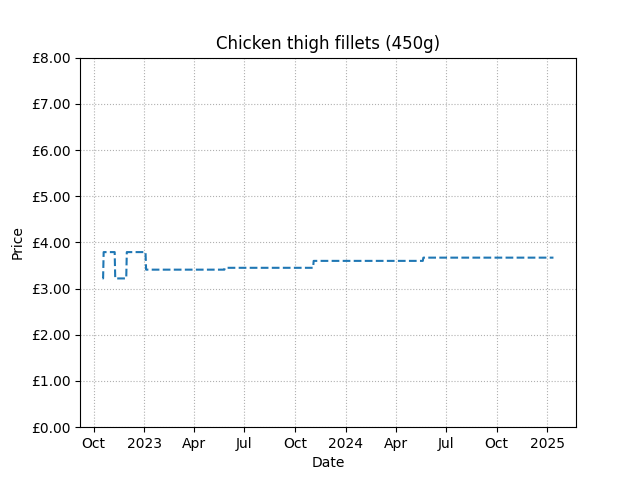 Chicken thigh fillets (450g)
£8.00
£7.00
£6.00
£5.00
£4.00
£3.00
£2.00
£1.00
£0.00
Price
Oct 2023 Apr Jul Oct 2024 Apr Jul Oct 2025
Date